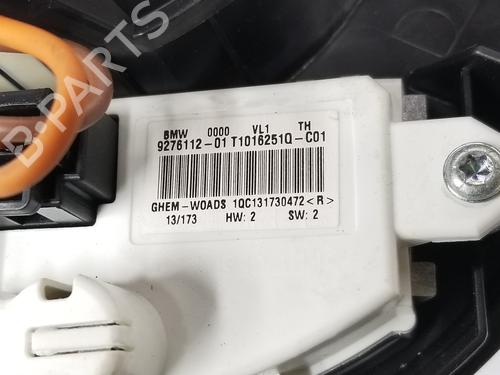 B-PARTS
BMW 0000 VL1 TH
9276112-01 T1016251Q-C01
GHEM-WOADS 1QC131730472<R>
13/173 HW: 2 SW: 2